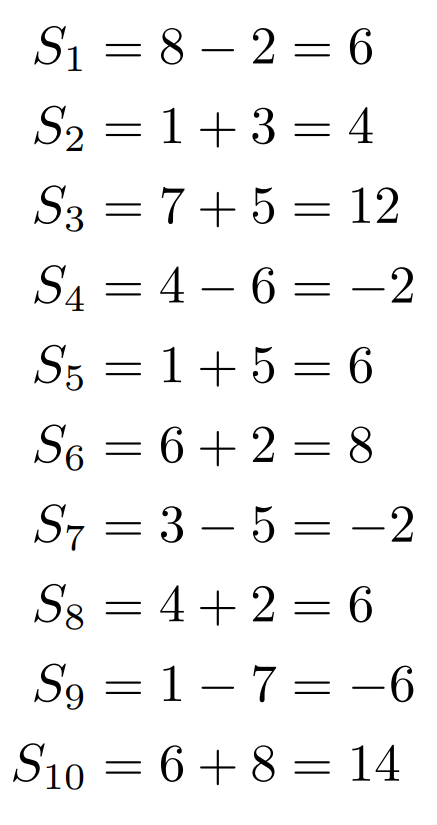 S₁ = 8 − 2 = 6
S₂ = 1 + 3 = 4
S₃ = 7 + 5 = 12
S₄ = 4 − 6 = −2
S₅ = 1 + 5 = 6
S₆ = 6 + 2 = 8
S₇ = 3 − 5 = −2
S₈ = 4 + 2 = 6
S₉ = 1 − 7 = −6
S₁₀ = 6 + 8 = 14